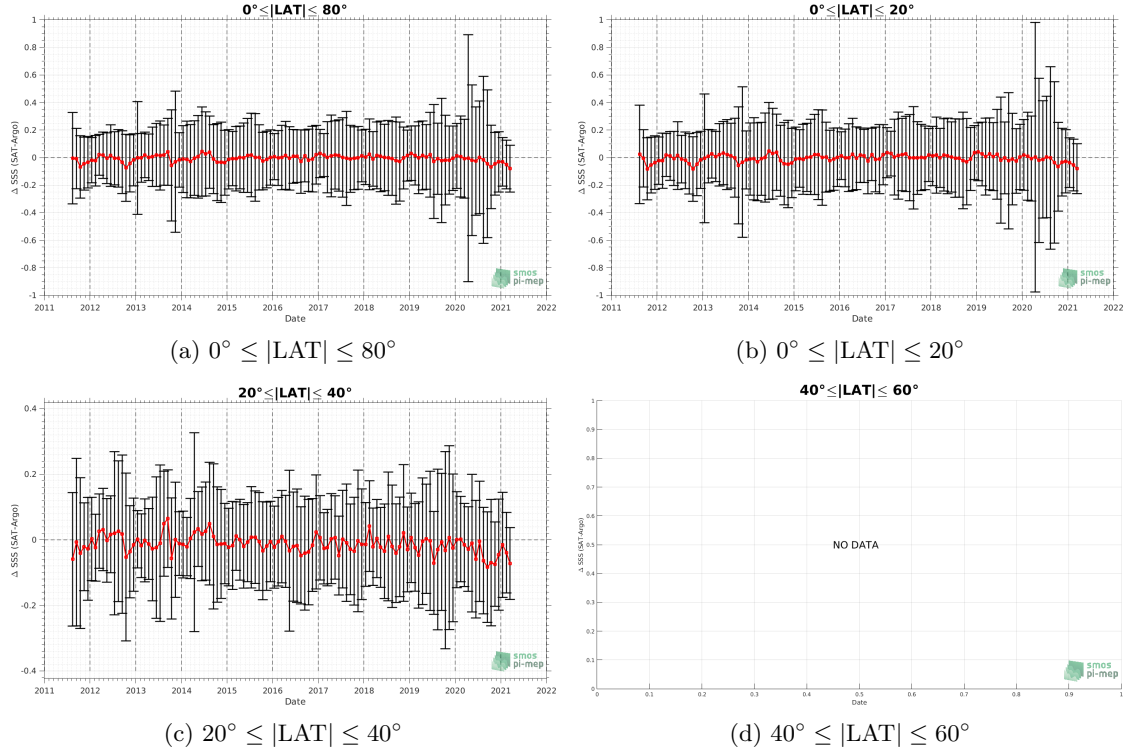 0°≤|LAT|≤ 80°
1
0.8
0.6
0.4
0.2
0
-0.2
-0.4
-0.6
-0.8
-1
Δ SSS (SAT-Argo)
2011 2012 2013 2014 2015 2016 2017 2018 2019 2020 2021 2022
Date
smos
pi-mep
(a) 0° ≤ |LAT| ≤ 80°
0°≤|LAT|≤ 20°
1
0.8
0.6
0.4
0.2
0
-0.2
-0.4
-0.6
-0.8
-1
Δ SSS (SAT-Argo)
2011 2012 2013 2014 2015 2016 2017 2018 2019 2020 2021 2022
Date
smos
pi-mep
(b) 0° ≤ |LAT| ≤ 20°
20°≤|LAT|≤ 40°
0.4
0.2
0
-0.2
-0.4
Δ SSS (SAT-Argo)
2011 2012 2013 2014 2015 2016 2017 2018 2019 2020 2021 2022
Date
smos
pi-mep
(c) 20° ≤ |LAT| ≤ 40°
40°≤|LAT|≤ 60°
1
0.9
0.8
0.7
0.6
0.5
0.4
0.3
0.2
0.1
0
Δ SSS (SAT-Argo)
NO DATA
0 0.1 0.2 0.3 0.4 0.5 0.6 0.7 0.8 0.9 1
Date
smos
pi-mep
(d) 40° ≤ |LAT| ≤ 60°